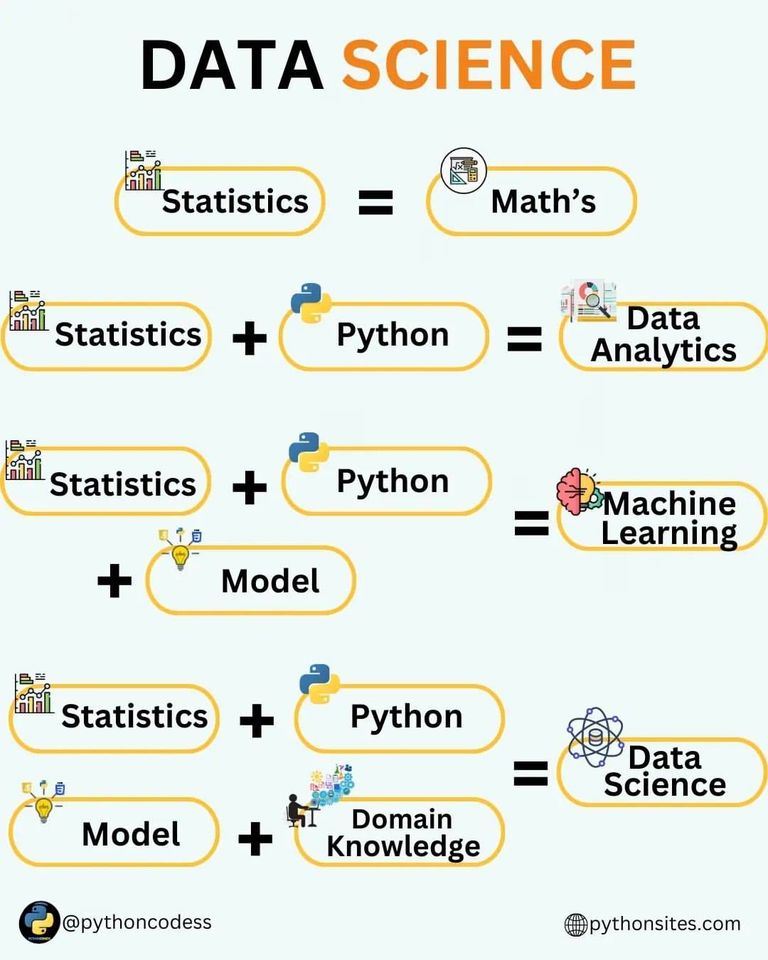 DATA SCIENCE
Statistics = Math's
Statistics + Python = Data
Analytics
Statistics + Python
= Machine
Learning
+ Model
Statistics + Python
= Data
Science
Model + Domain
Knowledge
@pythoncodess
pythonsites.com